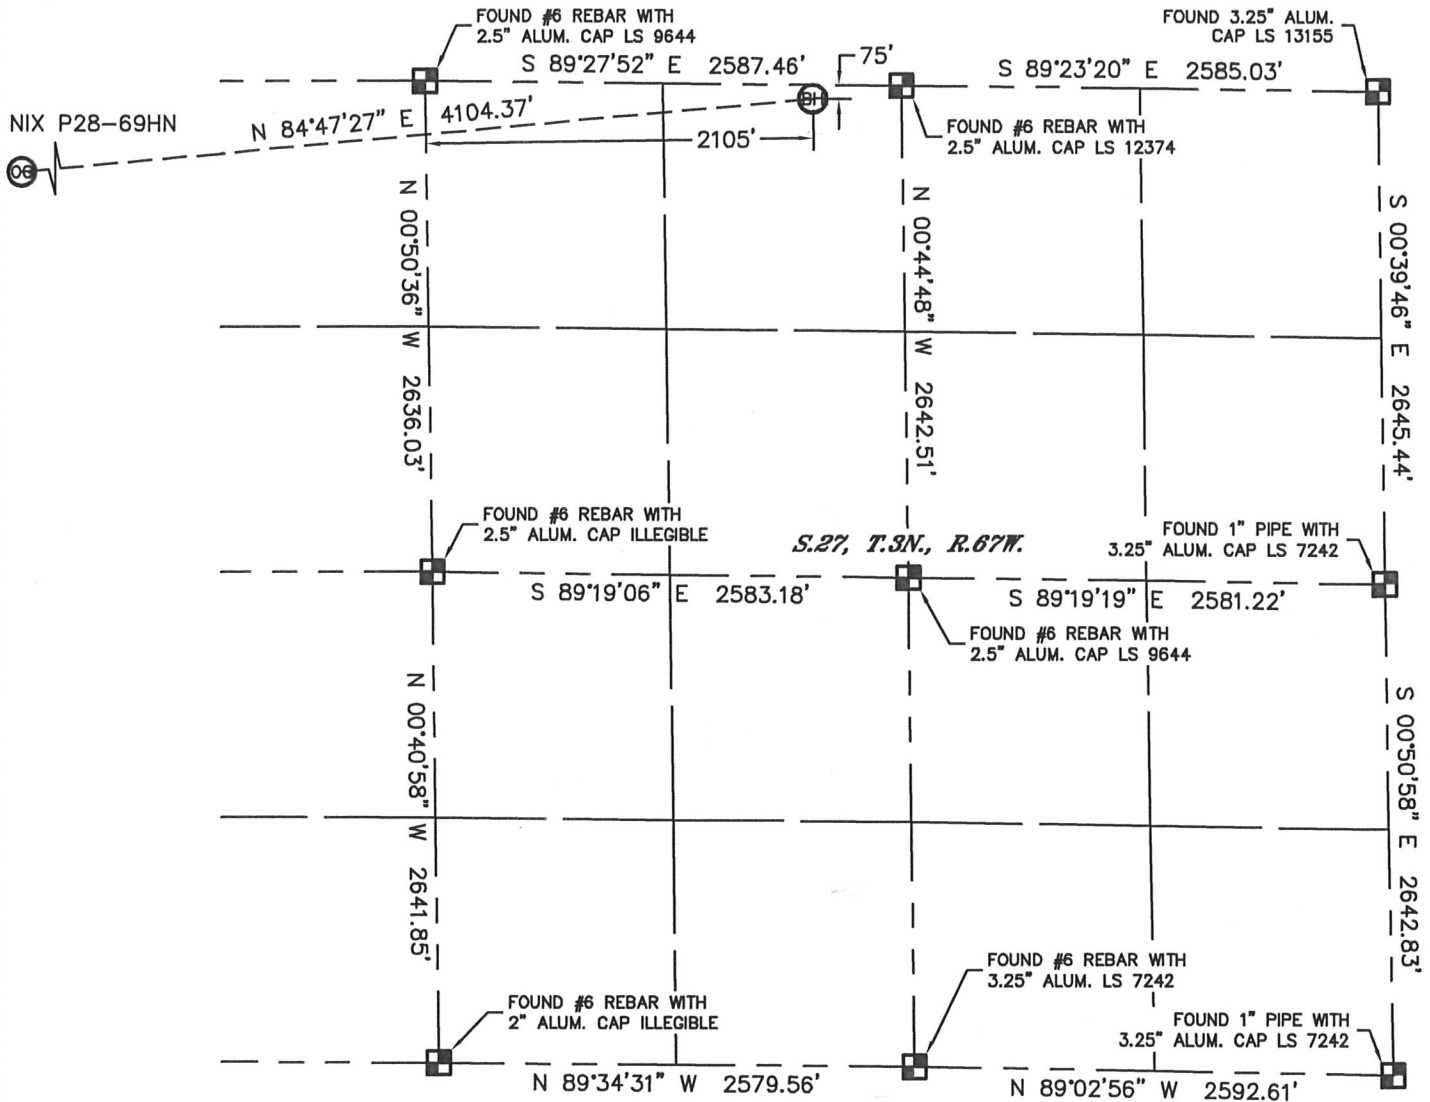 FOUND #6 REBAR WITH
2.5" ALUM. CAP LS 9644
FOUND 3.25" ALUM.
CAP LS 13155
S 89°27'52" E 2587.46'
75'
S 89°23'20" E 2585.03'
NIX P28-69HN
N 84°47'27" E 4104.37'
BH
OG
2105'
FOUND #6 REBAR WITH
2.5" ALUM. CAP LS 12374
N 00°50'36" W 2636.03'
N 00°44'48" W 2642.51'
S 00°39'46" E 2645.44'
FOUND #6 REBAR WITH
2.5" ALUM. CAP ILLEGIBLE
S.27, T.3N., R.67W.
FOUND 1" PIPE WITH
3.25" ALUM. CAP LS 7242
S 89°19'06" E 2583.18'
S 89°19'19" E 2581.22'
FOUND #6 REBAR WITH
2.5" ALUM. CAP LS 9644
N 00°40'58" W 2641.85'
S 00°50'58" E 2642.83'
FOUND #6 REBAR WITH
3.25" ALUM. LS 7242
FOUND #6 REBAR WITH
2" ALUM. CAP ILLEGIBLE
FOUND 1" PIPE WITH
3.25" ALUM. CAP LS 7242
N 89°34'31" W 2579.56'
N 89°02'56" W 2592.61'